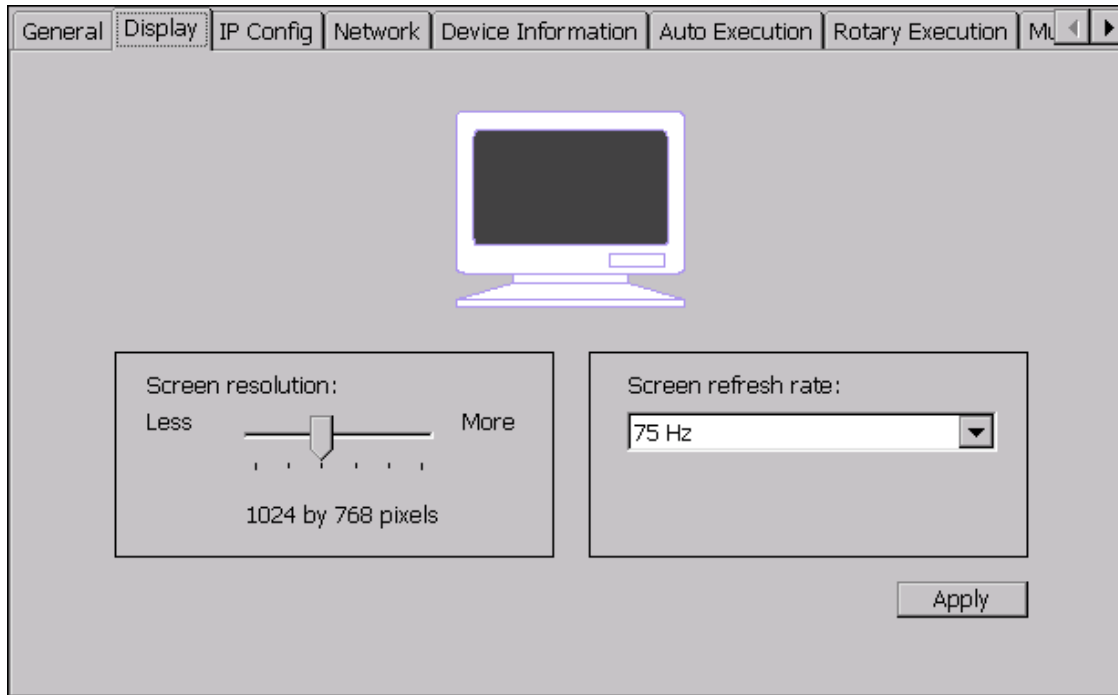 General Display IP Config Network Device Information Auto Execution Rotary Execution
Screen resolution:
Less More
1024 by 768 pixels
Screen refresh rate:
75 Hz
Apply